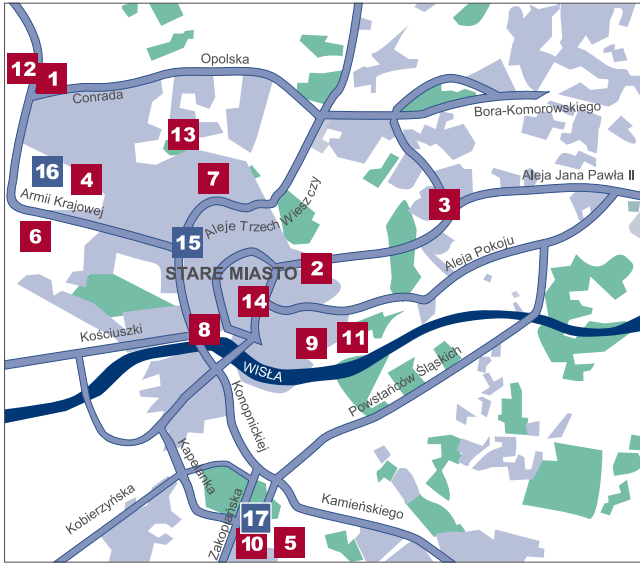 Opolska
12
1
Conrada
Bora-Komorowskiego
13
16
4
7
Aleja Jana Pawła II
Armii Krajowej
Aleje Trzech Wieszczy
3
6
15
Aleja Pokoju
STARE MIASTO
2
14
Kościuszki
8
9
11
WISŁA
Powstańców Śląskich
Konopnickiej
Kapelanka
Kobierzyńska
Zakopiańska
17
Kamieńskiego
10
5